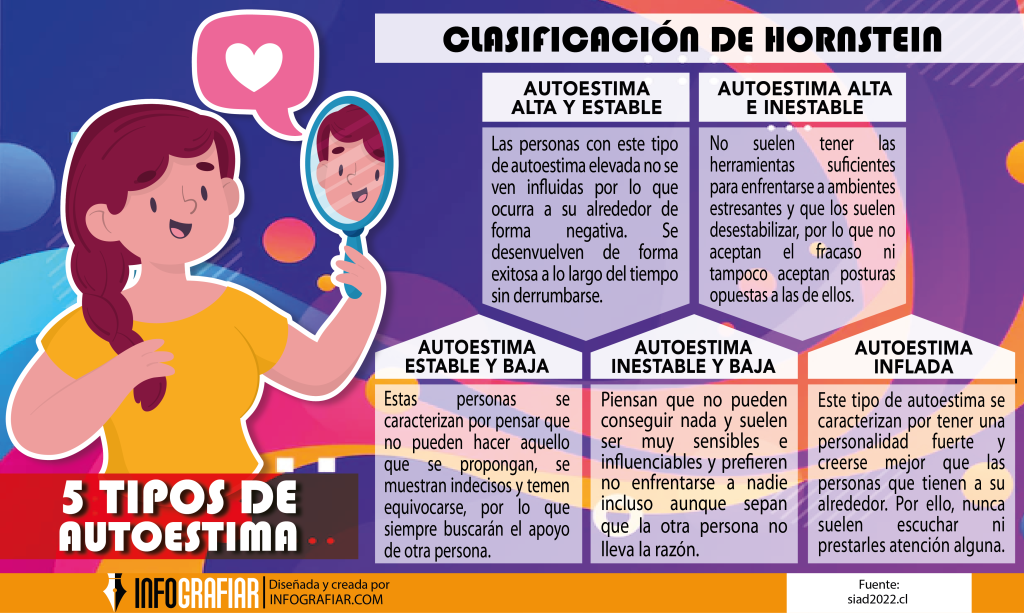 CLASIFICACIÓN DE HORNSTEIN
AUTOESTIMA
ALTA Y ESTABLE
Las personas con este tipo
de autoestima elevada no se
ven influidas por lo que
ocurra a su alrededor de
forma negativa. Se
desenvuelven de forma
exitosa a lo largo del tiempo
sin derrumbarse.
AUTOESTIMA ALTA
E INESTABLE
No suelen tener las
herramientas suficientes
para enfrentarse a ambientes
estresantes y que los suelen
desestabilizar, por lo que no
aceptan el fracaso ni
tampoco aceptan posturas
opuestas a las de ellos.
AUTOESTIMA
ESTABLE Y BAJA
Estas personas se
caracterizan por pensar que
no pueden hacer aquello
que se propongan, se
muestran indecisos y temen
equivocarse, por lo que
siempre buscarán el apoyo
de otra persona.
AUTOESTIMA
INESTABLE Y BAJA
Piensan que no pueden
conseguir nada y suelen
ser muy sensibles e
influenciables y prefieren
no enfrentarse a nadie
incluso aunque sepan
que la otra persona no
lleva la razón.
AUTOESTIMA
INFLADA
Este tipo de autoestima se
caracterizan por tener una
personalidad fuerte y
creerse mejor que las
personas que tienen a su
alrededor. Por ello, nunca
suelen escuchar ni
prestarles atención alguna.
5 TIPOS DE
AUTOESTIMA
INFOGRAFIAR
Diseñada y creada por
INFOGRAFIAR.COM
Fuente:
siad2022.cl